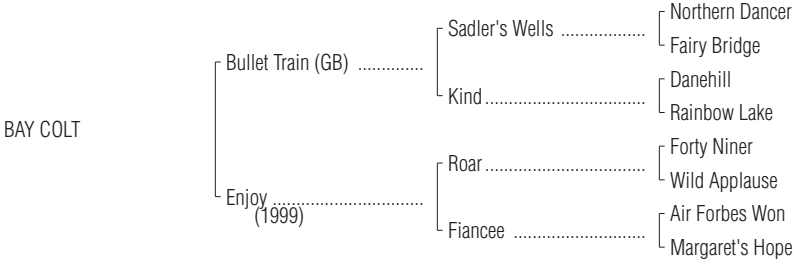 Northern Dancer
Sadler's Wells ..................
Fairy Bridge
Bullet Train (GB) ..............
Danehill
Kind ..................................
Rainbow Lake
BAY COLT
Forty Niner
Roar ..................................
Wild Applause
Enjoy ................................
(1999)
Air Forbes Won
Fiancee ............................
Margaret's Hope